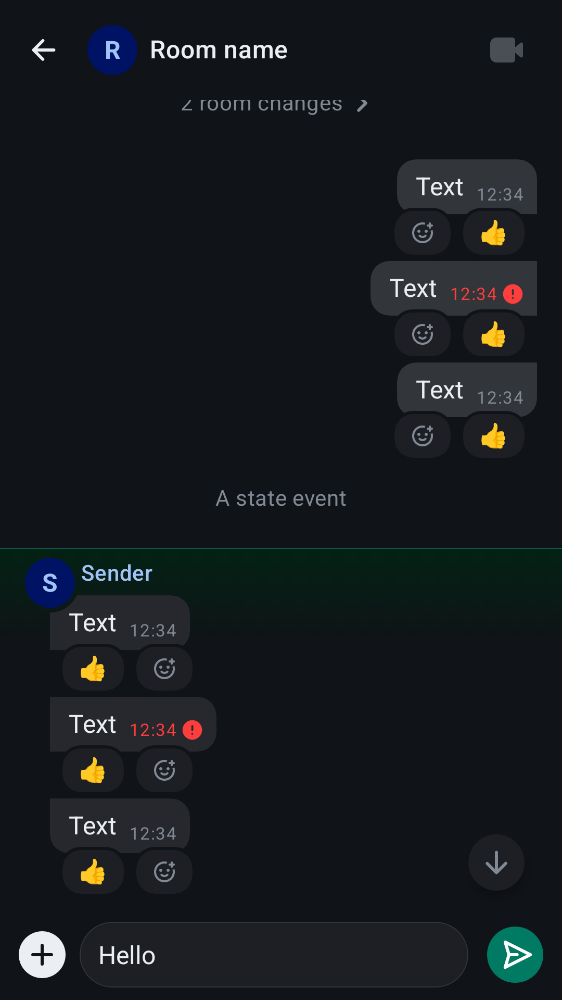 R Room name
2 room changes
Text 12:34
👍
Text 12:34
👍
Text 12:34
👍
A state event
S Sender
Text 12:34
👍
Text 12:34
👍
Text 12:34
👍
Hello